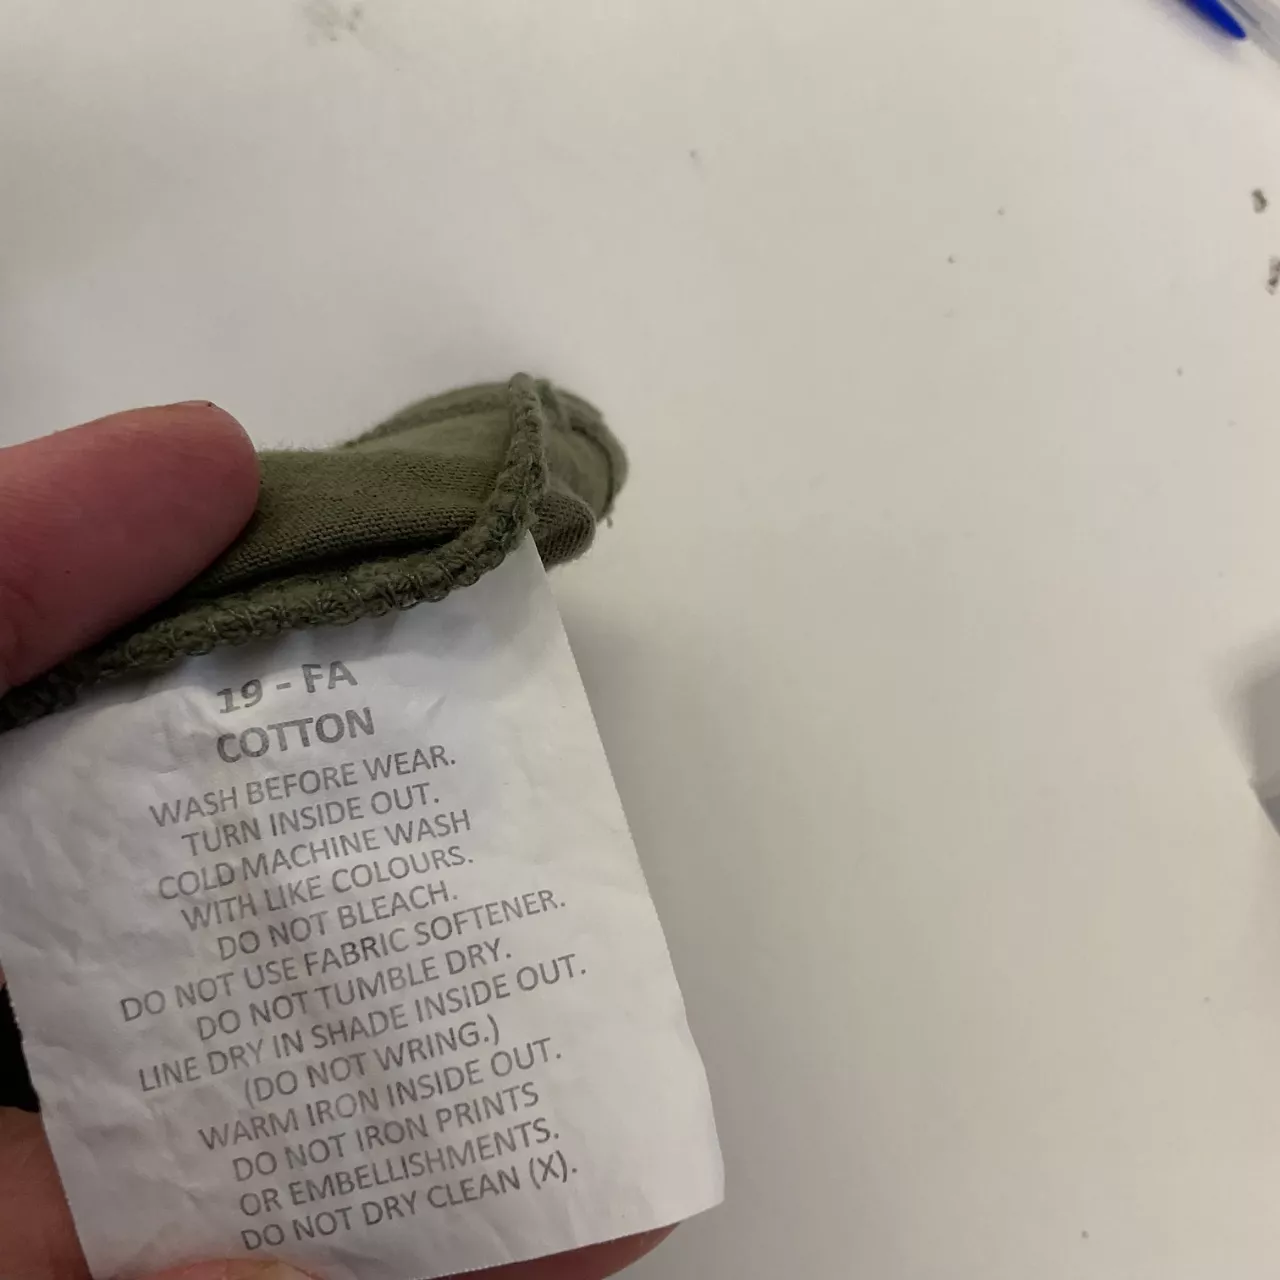 19 - FA
COTTON
WASH BEFORE WEAR.
TURN INSIDE OUT.
COLD MACHINE WASH
WITH LIKE COLOURS.
DO NOT BLEACH.
DO NOT USE FABRIC SOFTENER.
DO NOT TUMBLE DRY.
LINE DRY IN SHADE INSIDE OUT.
(DO NOT WRING.)
WARM IRON INSIDE OUT.
DO NOT IRON PRINTS
OR EMBELLISHMENTS.
DO NOT DRY CLEAN (X).